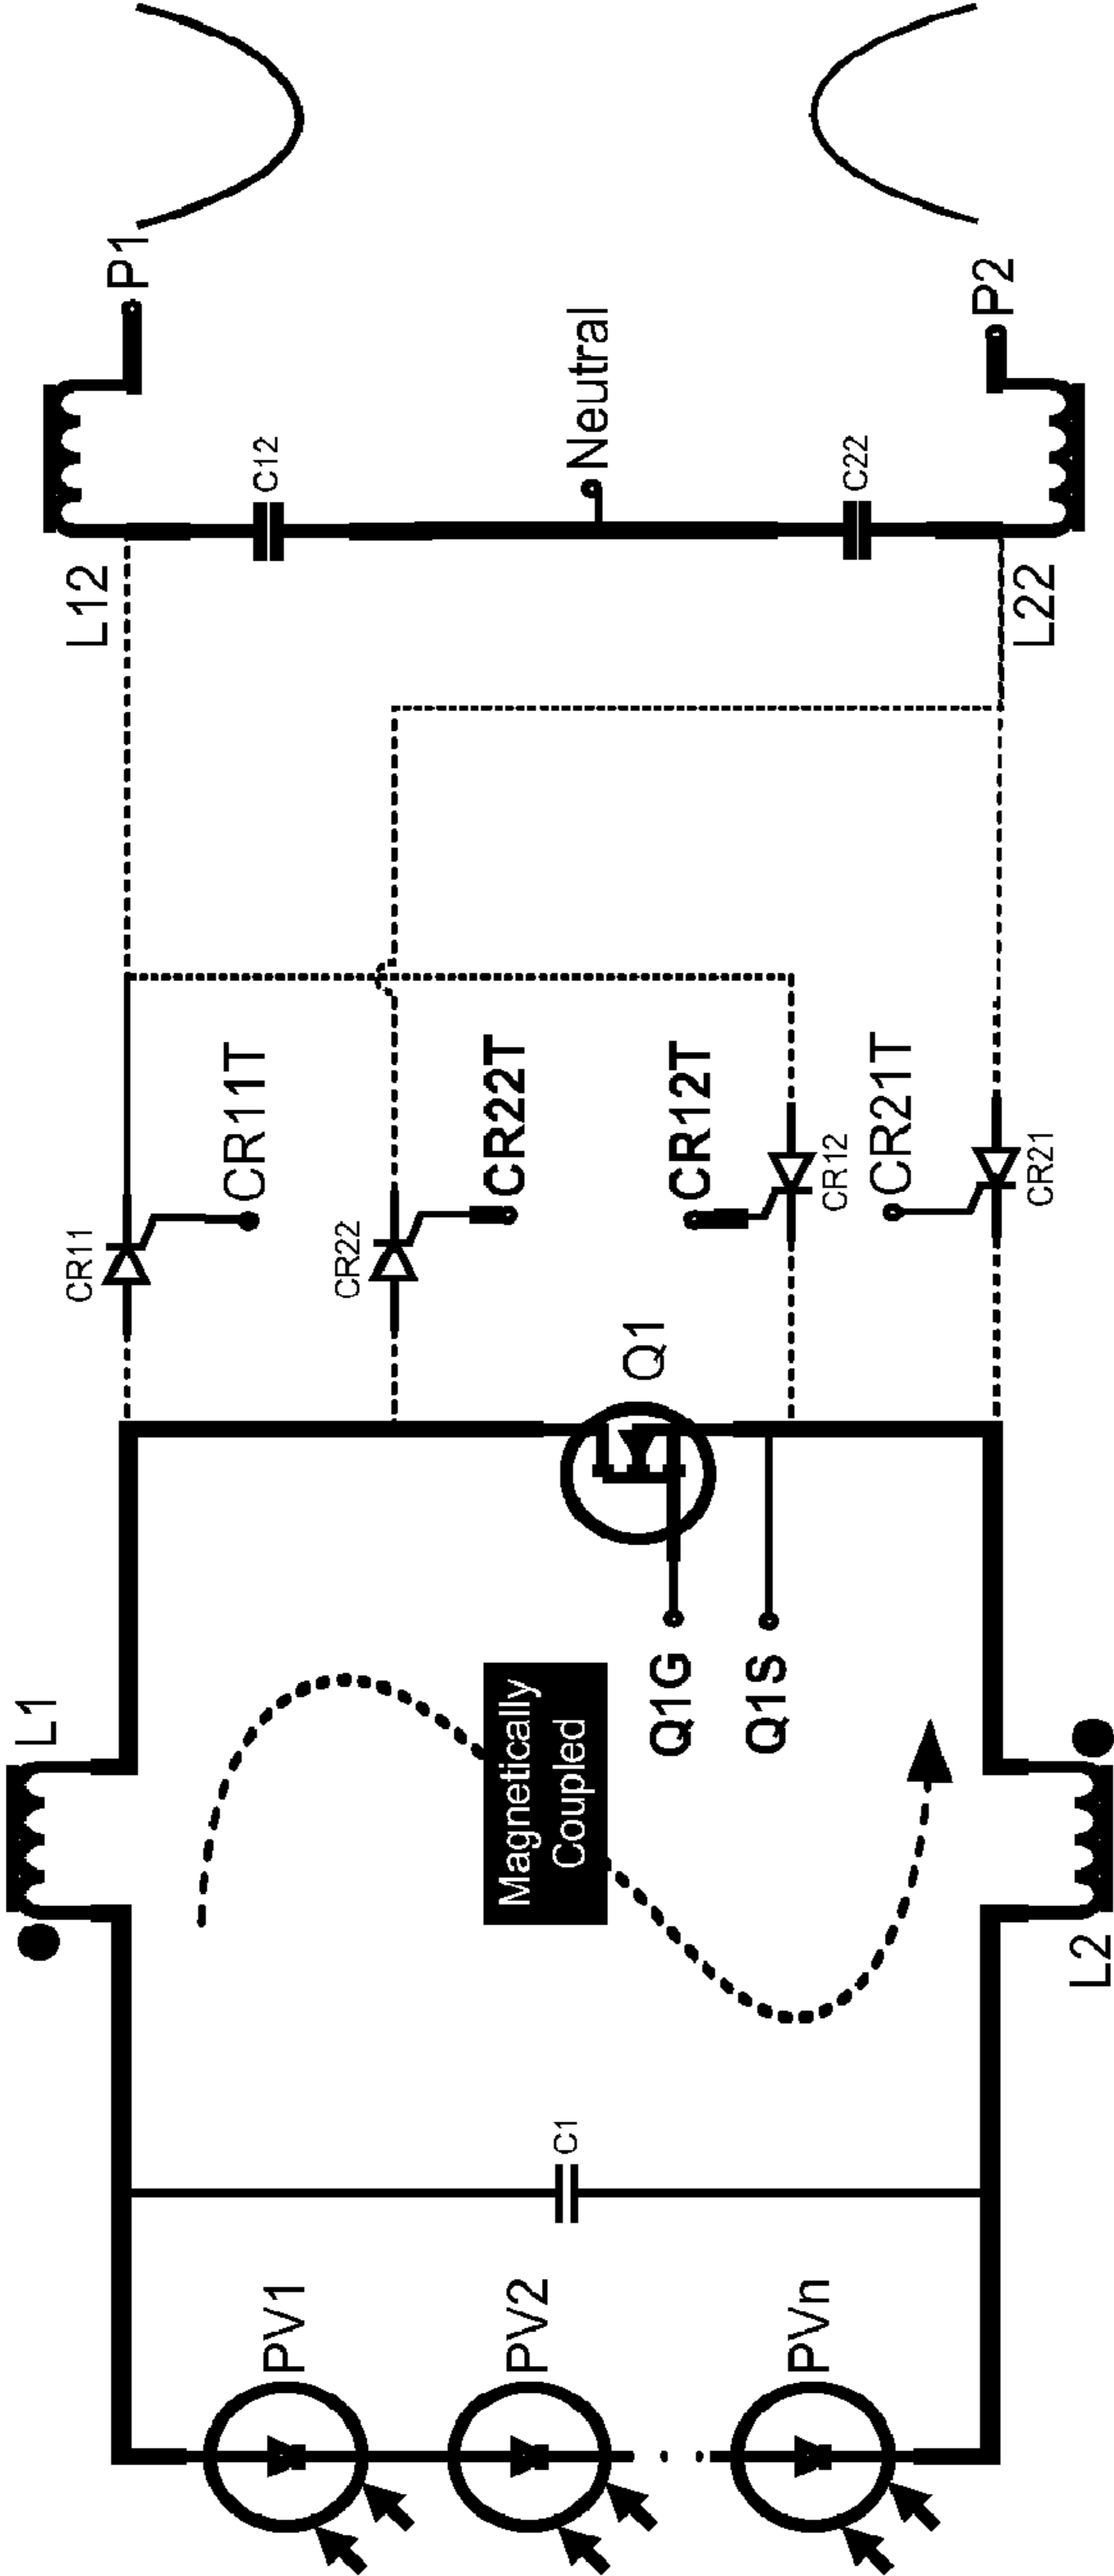 PV1
PV2
PVn
C1
L1
L2
Magnetically
Coupled
Q1G
Q1S
Q1
CR11
CR11T
CR22
CR22T
CR12T
CR12
CR21T
CR21
L12
L22
C12
C22
Neutral
P1
P2